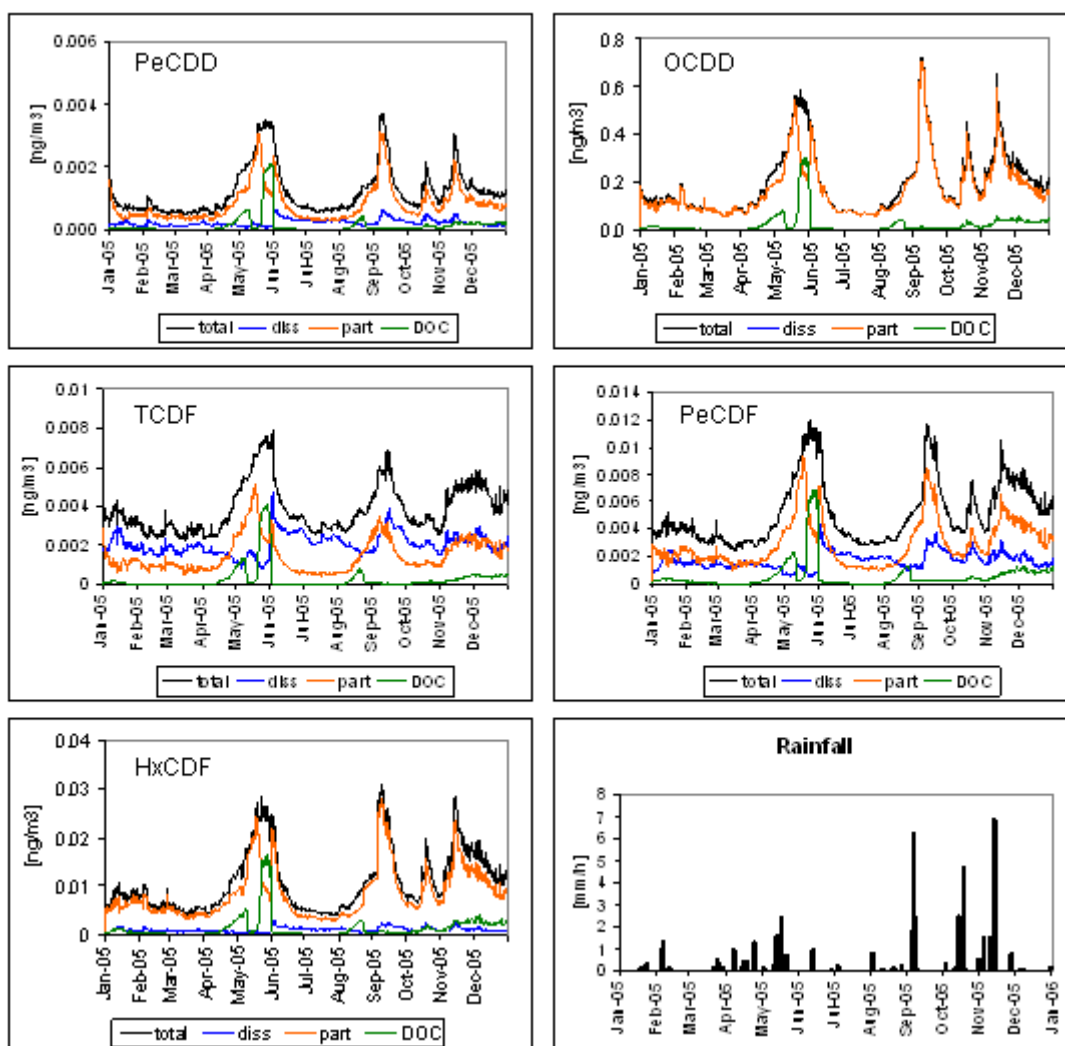 PeCDD
[ng/m3]
0.006
0.004
0.002
0.000
Jan-05 Feb-05 Mar-05 Apr-05 May-05 Jun-05 Jul-05 Aug-05 Sep-05 Oct-05 Nov-05 Dec-05
total diss part DOC
OCDD
[ng/m3]
0.8
0.6
0.4
0.2
0.0
Jan-05 Feb-05 Mar-05 Apr-05 May-05 Jun-05 Jul-05 Aug-05 Sep-05 Oct-05 Nov-05 Dec-05
total diss part DOC
TCDF
[ng/m3]
0.01
0.008
0.006
0.004
0.002
0
Jan-05 Feb-05 Mar-05 Apr-05 May-05 Jun-05 Jul-05 Aug-05 Sep-05 Oct-05 Nov-05 Dec-05
total diss part DOC
PeCDF
[ng/m3]
0.014
0.012
0.01
0.008
0.006
0.004
0.002
0
Jan-05 Feb-05 Mar-05 Apr-05 May-05 Jun-05 Jul-05 Aug-05 Sep-05 Oct-05 Nov-05 Dec-05
total diss part DOC
HxCDF
[ng/m3]
0.04
0.03
0.02
0.01
0
Jan-05 Feb-05 Mar-05 Apr-05 May-05 Jun-05 Jul-05 Aug-05 Sep-05 Oct-05 Nov-05 Dec-05
total diss part DOC
Rainfall
[mm/h]
8
7
6
5
4
3
2
1
0
Jan-05 Feb-05 Mar-05 Apr-05 May-05 Jun-05 Jul-05 Aug-05 Sep-05 Oct-05 Nov-05 Dec-05 Jan-06